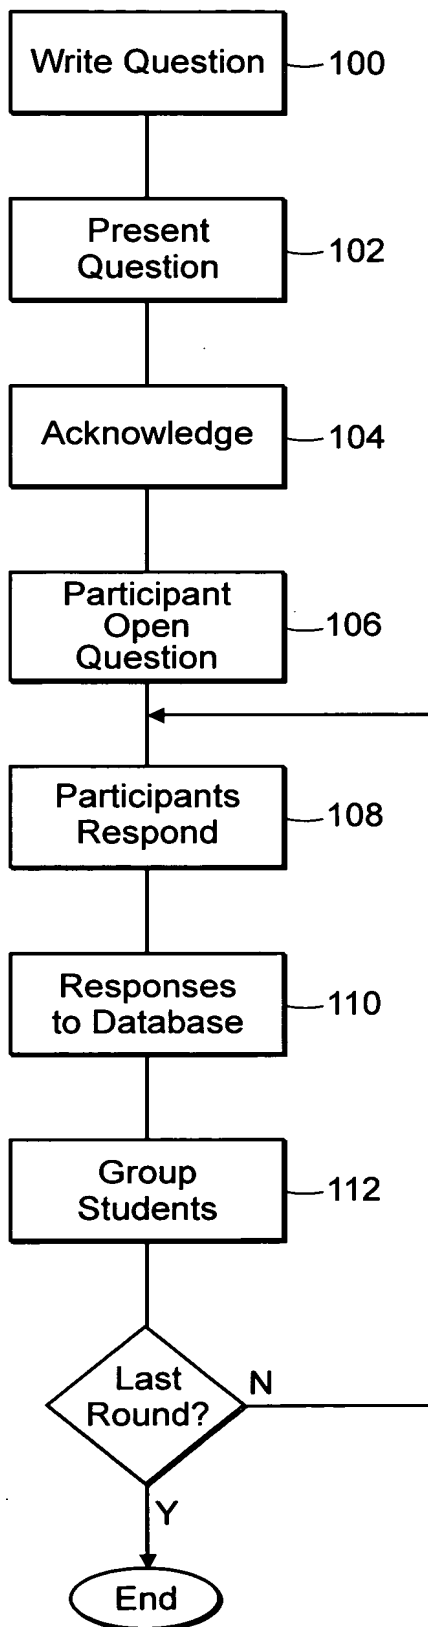 Write Question 100
Present
Question 102
Acknowledge 104
Participant
Open
Question 106
Participants
Respond 108
Responses
to Database 110
Group
Students 112
Last
Round?
N
Y
End